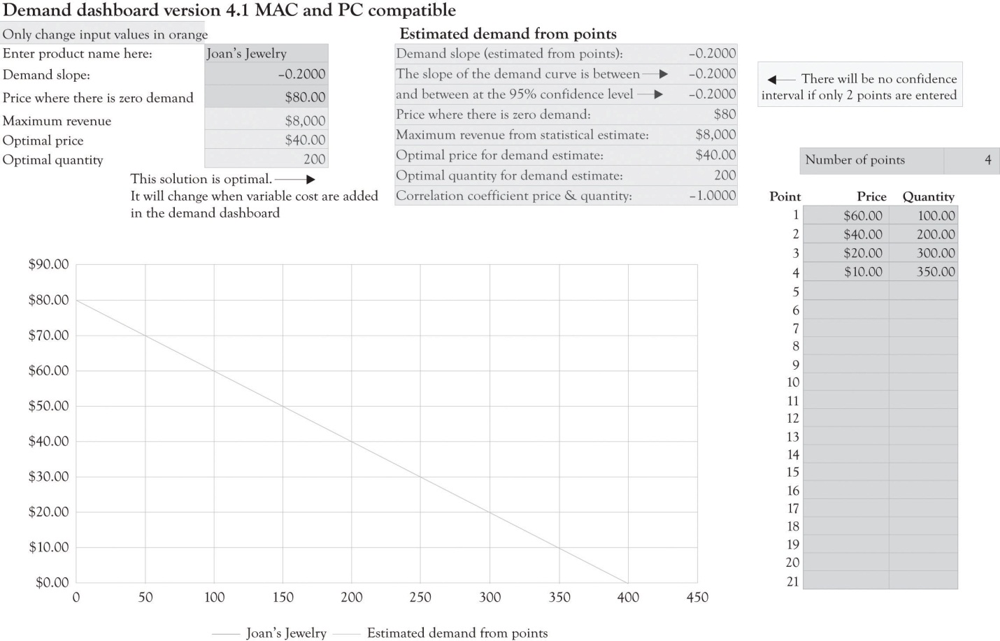 Demand dashboard version 4.1 MAC and PC compatible
Only change input values in orange
Enter product name here: Joan's Jewelry
Demand slope: –0.2000
Price where there is zero demand $80.00
Maximum revenue $8,000
Optimal price $40.00
Optimal quantity 200
This solution is optimal.
It will change when variable cost are added
in the demand dashboard
Estimated demand from points
Demand slope (estimated from points): –0.2000
The slope of the demand curve is between –0.2000
and between at the 95% confidence level –0.2000
Price where there is zero demand: $80
Maximum revenue from statistical estimate: $8,000
Optimal price for demand estimate: $40.00
Optimal quantity for demand estimate: 200
Correlation coefficient price & quantity: –1.0000
There will be no confidence
interval if only 2 points are entered
Number of points 4
Point Price Quantity
1 $60.00 100.00
2 $40.00 200.00
3 $20.00 300.00
4 $10.00 350.00
5
6
7
8
9
10
11
12
13
14
15
16
17
18
19
20
21
$90.00
$80.00
$70.00
$60.00
$50.00
$40.00
$30.00
$20.00
$10.00
$0.00
0 50 100 150 200 250 300 350 400 450
Joan's Jewelry Estimated demand from points